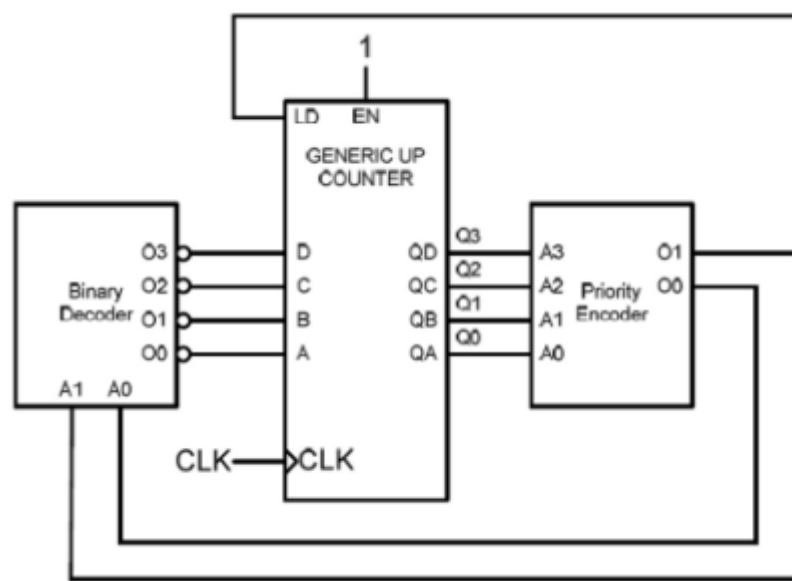 1
LD EN
GENERIC UP
COUNTER
O3
O2
O1
O0
Binary
Decoder
A1 A0
D
C
B
A
QD
QC
QB
QA
Q3
Q2
Q1
Q0
A3
A2
A1
A0
Priority
Encoder
O1
O0
CLK
CLK